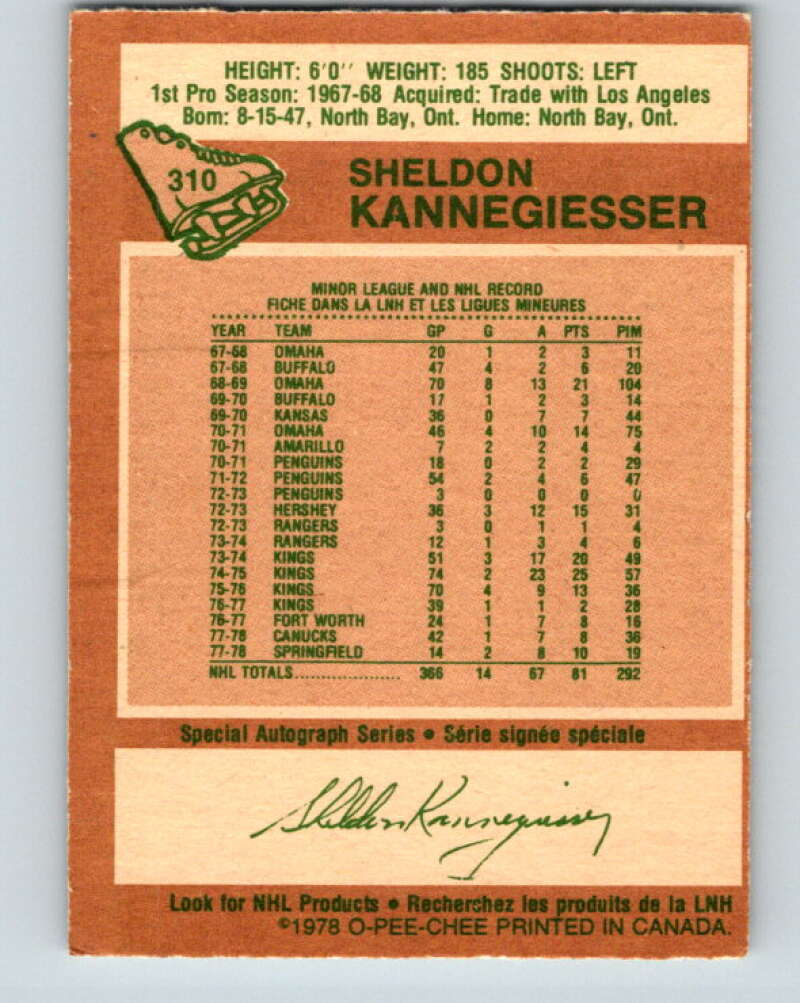 HEIGHT: 6'0'' WEIGHT: 185 SHOOTS: LEFT
1st Pro Season: 1967-68 Acquired: Trade with Los Angeles
Born: 8-15-47, North Bay, Ont. Home: North Bay, Ont.
310
SHELDON
KANNEGIESSER
MINOR LEAGUE AND NHL RECORD
FICHE DANS LA LNH ET LES LIGUES MINEURES
YEAR TEAM GP G A PTS PIM
67-68 OMAHA 20 1 2 3 11
67-68 BUFFALO 47 4 2 6 20
68-69 OMAHA 70 8 13 21 104
69-70 BUFFALO 17 1 2 3 14
69-70 KANSAS 36 0 7 7 44
70-71 OMAHA 46 4 10 14 75
70-71 AMARILLO 7 2 2 4 4
70-71 PENGUINS 18 0 2 2 29
71-72 PENGUINS 54 2 4 6 47
72-73 PENGUINS 3 0 0 0 0
72-73 HERSHEY 36 3 12 15 31
72-73 RANGERS 3 0 1 1 4
73-74 RANGERS 12 1 3 4 6
73-74 KINGS 51 3 17 20 49
74-75 KINGS 74 2 23 25 57
75-76 KINGS 70 4 9 13 36
76-77 KINGS 39 1 1 2 28
76-77 FORT WORTH 24 1 7 8 16
77-78 CANUCKS 42 1 7 8 36
77-78 SPRINGFIELD 14 2 8 10 19
NHL TOTALS.................... 366 14 67 81 292
Special Autograph Series • Série signée spéciale
Sheldon Kannegiesser
Look for NHL Products • Recherchez les produits de la LNH
©1978 O-PEE-CHEE PRINTED IN CANADA.